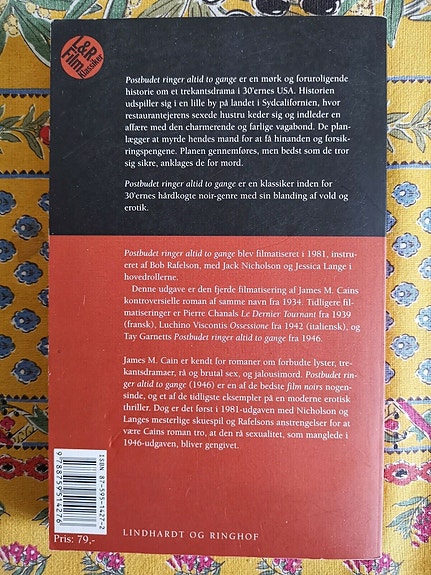 L&R
Film
Klassiker
Postbudet ringer altid to gange er en mørk og foruroligende
historie om et trekantsdrama i 30'ernes USA. Historien
udspiller sig i en lille by på landet i Sydcalifornien, hvor
restaurantejerens sexede hustru keder sig og indleder en
affære med den charmerende og farlige vagabond. De plan-
lægger at myrde hendes mand for at få hinanden og forsik-
ringspengene. Planen gennemføres, men bedst som de tror
sig sikre, anklages de for mord.
Postbudet ringer altid to gange er en klassiker inden for
30'ernes hårdkogte noir-genre med sin blanding af vold og
erotik.
Postbudet ringer altid to gange blev filmatiseret i 1981, instru-
eret af Bob Rafelson, med Jack Nicholson og Jessica Lange i
hovedrollerne.
Denne udgave er den fjerde filmatisering af James M. Cains
kontroversielle roman af samme navn fra 1934. Tidligere fil-
matiseringer er Pierre Chanals Le Dernier Tournant fra 1939
(fransk), Luchino Viscontis Ossessione fra 1942 (italiensk), og
Tay Garnetts Postbudet ringer altid to gange fra 1946.
James M. Cain er kendt for romaner om forbudte lyster, tre-
kantsdramaer, rå og brutal sex, og jalousimord. Postbudet rin-
ger altid to gange (1946) er en af de bedste film noirs nogen-
sinde, og et af de tidligste eksempler på en moderne erotisk
thriller. Dog er det først i 1981-udgaven med Nicholson og
Langes mesterlige skuespil og Rafelsons anstrengelser for at
være Cains roman tro, at den rå sexualitet, som manglede i
1946-udgaven, bliver gengivet.
ISBN 87-595-1427-2
9788759514276
Pris: 79,-
LINDHARDT OG RINGHOF